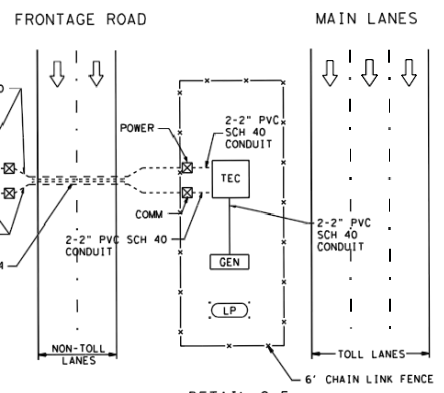 FRONTAGE ROAD
MAIN LANES
POWER
2-2" PVC
SCH 40
CONDUIT
TEC
COMM
2-2" PVC SCH 40
CONDUIT
2-2" PVC
SCH 40
CONDUIT
GEN
LP
NON-TOLL
LANES
TOLL LANES
6' CHAIN LINK FENCE